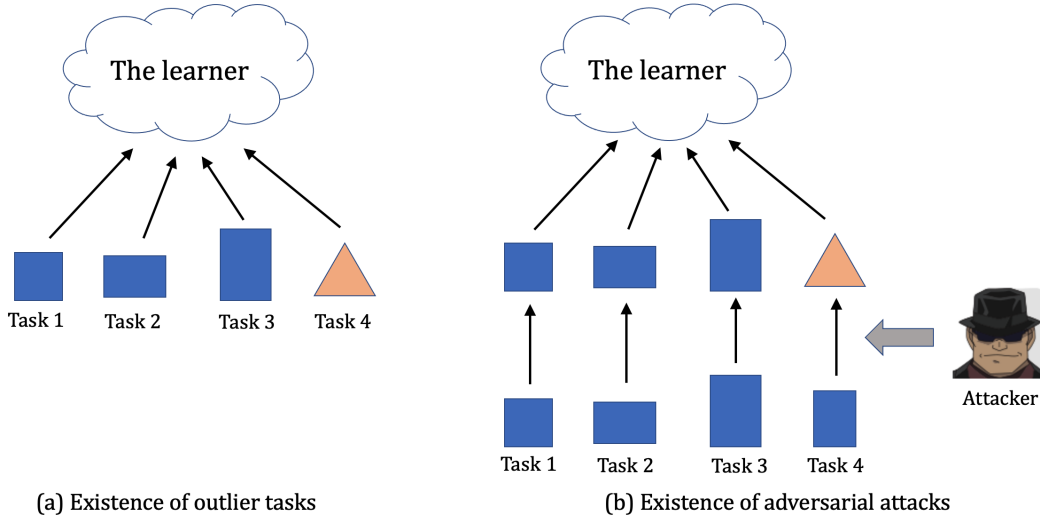 The learner
Task 1
Task 2
Task 3
Task 4
(a) Existence of outlier tasks
The learner
Attacker
Task 1
Task 2
Task 3
Task 4
(b) Existence of adversarial attacks